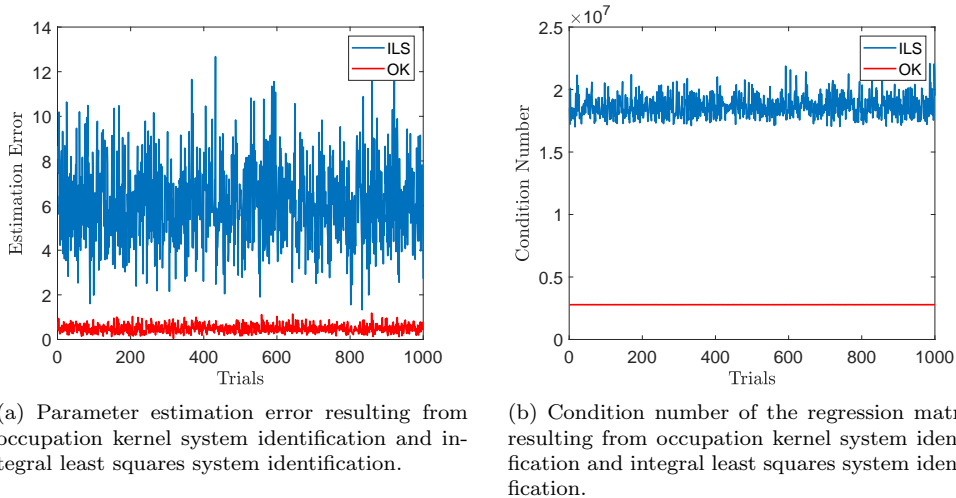 14
12
10
8
6
4
2
0
0 200 400 600 800 1000
Estimation Error
Trials
ILS
OK
×10⁷
2.5
2
1.5
1
0.5
0
0 200 400 600 800 1000
Condition Number
Trials
ILS
OK
(a) Parameter estimation error resulting from
occupation kernel system identification and in-
tegral least squares system identification.
(b) Condition number of the regression matr
resulting from occupation kernel system iden
fication and integral least squares system iden
fication.